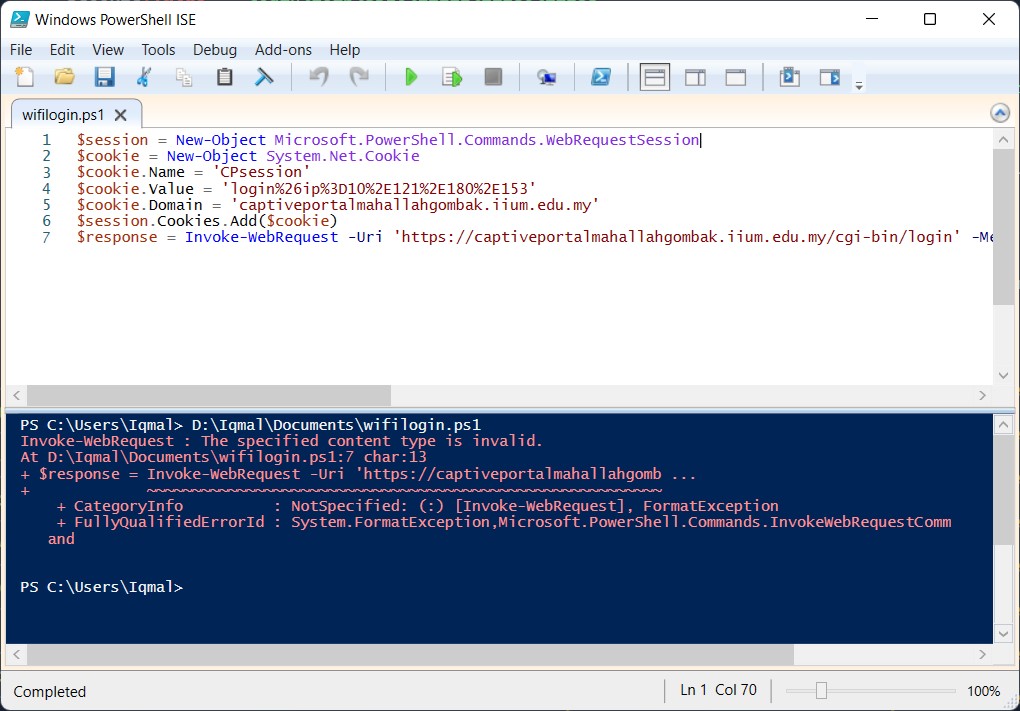 Windows PowerShell ISE
File Edit View Tools Debug Add-ons Help
wifilogin.ps1
1 $session = New-Object Microsoft.PowerShell.Commands.WebRequestSession
2 $cookie = New-Object System.Net.Cookie
3 $cookie.Name = 'CPsession'
4 $cookie.Value = 'login%26ip%3D10%2E121%2E180%2E153'
5 $cookie.Domain = 'captiveportalmahallahgombak.iium.edu.my'
6 $session.Cookies.Add($cookie)
7 $response = Invoke-WebRequest -Uri 'https://captiveportalmahallahgombak.iium.edu.my/cgi-bin/login' -Me
PS C:\Users\Iqmal> D:\Iqmal\Documents\wifilogin.ps1
Invoke-WebRequest : The specified content type is invalid.
At D:\Iqmal\Documents\wifilogin.ps1:7 char:13
+ $response = Invoke-WebRequest -Uri 'https://captiveportalmahallahgomb ...
+ ~~~~~~~~~~~~~~~~~~~~~~~~~~~~~~~~~~~~~~~~~~~~~~~~~~~~~~~~~
+ CategoryInfo : NotSpecified: (:) [Invoke-WebRequest], FormatException
+ FullyQualifiedErrorId : System.FormatException,Microsoft.PowerShell.Commands.InvokeWebRequestComm
and
PS C:\Users\Iqmal>
Completed
Ln 1 Col 70
100%